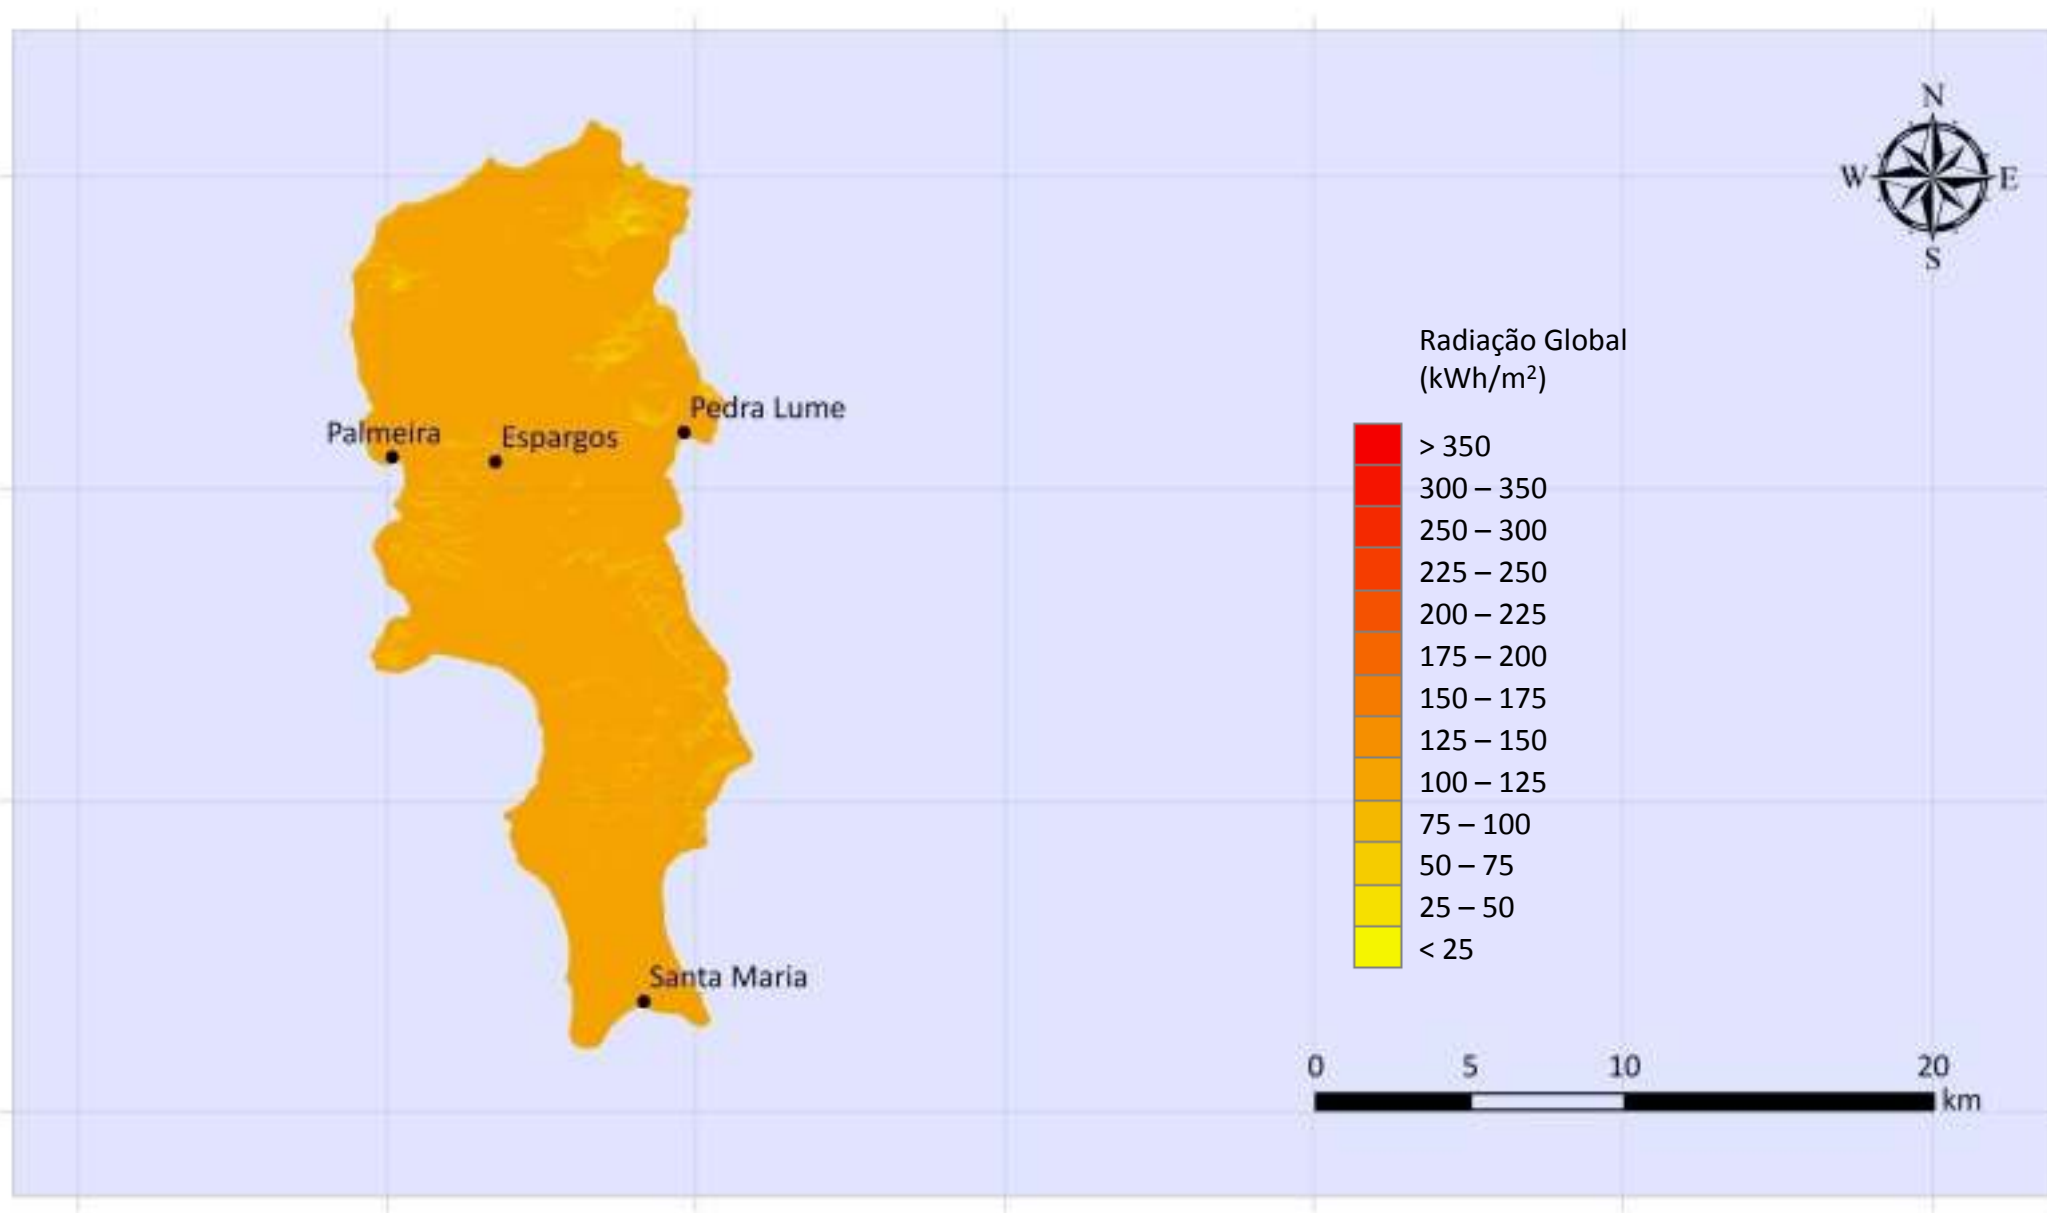 N
W
E
S
Radiação Global
(kWh/m²)
Pedra Lume
Palmeira
Espargos
> 350
300 – 350
250 – 300
225 – 250
200 – 225
175 – 200
150 – 175
125 – 150
100 – 125
75 – 100
50 – 75
25 – 50
< 25
Santa Maria
0 5 10 20
km